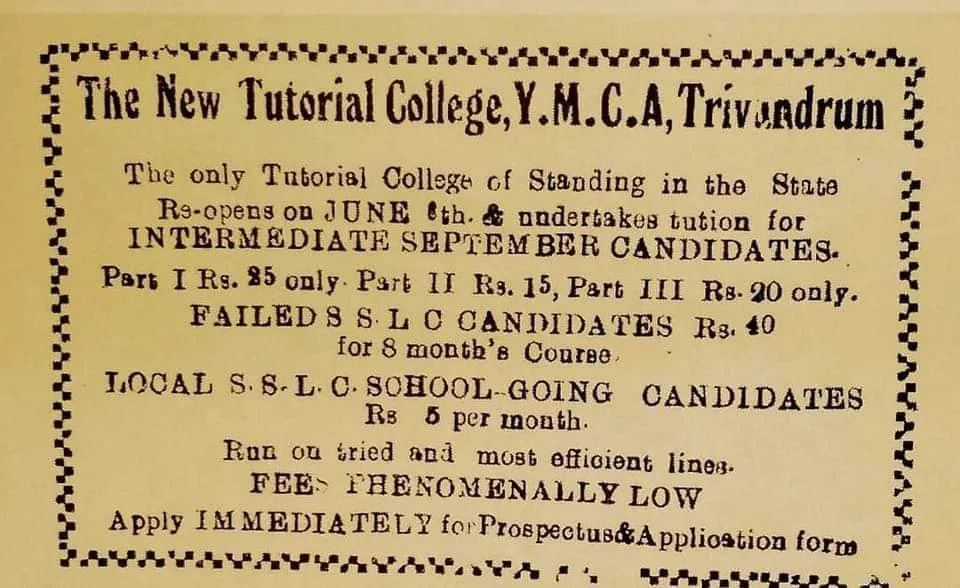 The New Tutorial College, Y.M.C.A, Trivandrum
The only Tutorial College of Standing in the State
Re-opens on JUNE 6th. & undertakes tution for
INTERMEDIATE SEPTEMBER CANDIDATES.
Part I Rs. 25 only. Part II Rs. 15, Part III Rs. 20 only.
FAILED S S. L C CANDIDATES Rs. 40
for 8 month's Course.
LOCAL S. S. L. C. SCHOOL-GOING CANDIDATES
Rs 5 per month.
Run on tried and most efficient lines.
FEES PHENOMENALLY LOW
Apply IMMEDIATELY for Prospectus & Application form